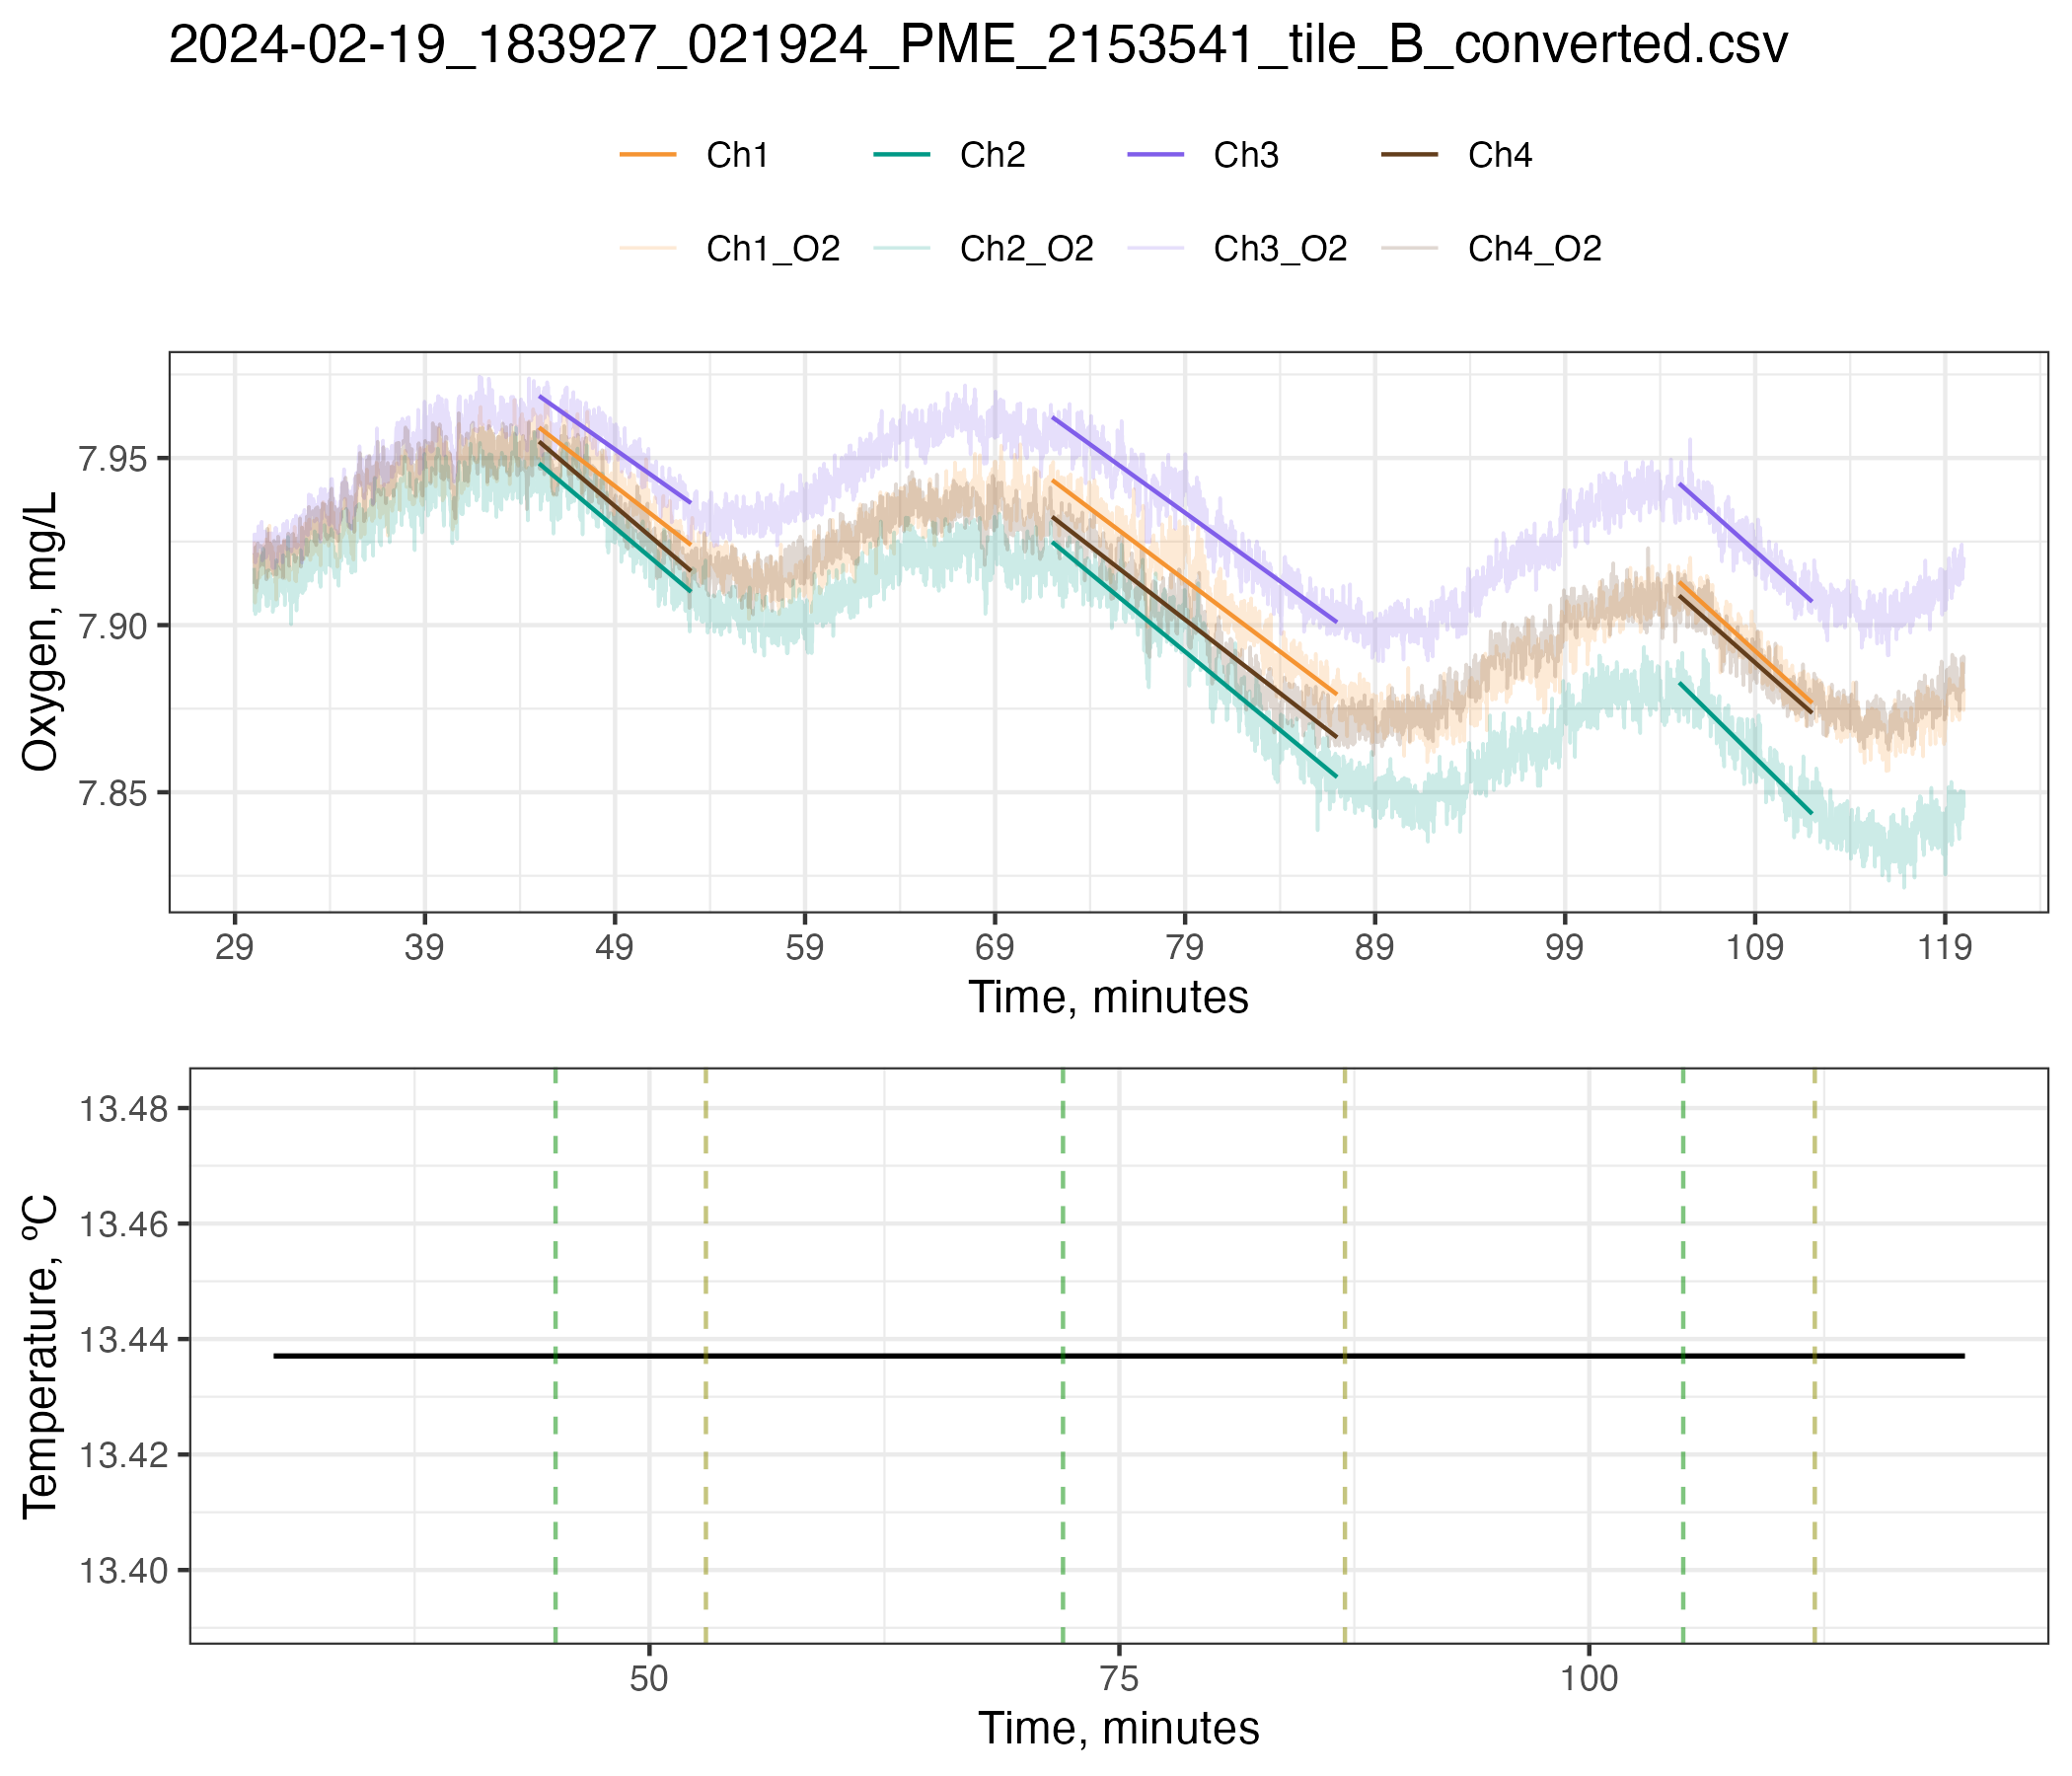 2024-02-19_183927_021924_PME_2153541_tile_B_converted.csv
Ch1 Ch2 Ch3 Ch4
Ch1_O2 Ch2_O2 Ch3_O2 Ch4_O2
Oxygen, mg/L
7.95
7.90
7.85
29 39 49 59 69 79 89 99 109 119
Time, minutes
Temperature, ºC
13.48
13.46
13.44
13.42
13.40
50 75 100
Time, minutes